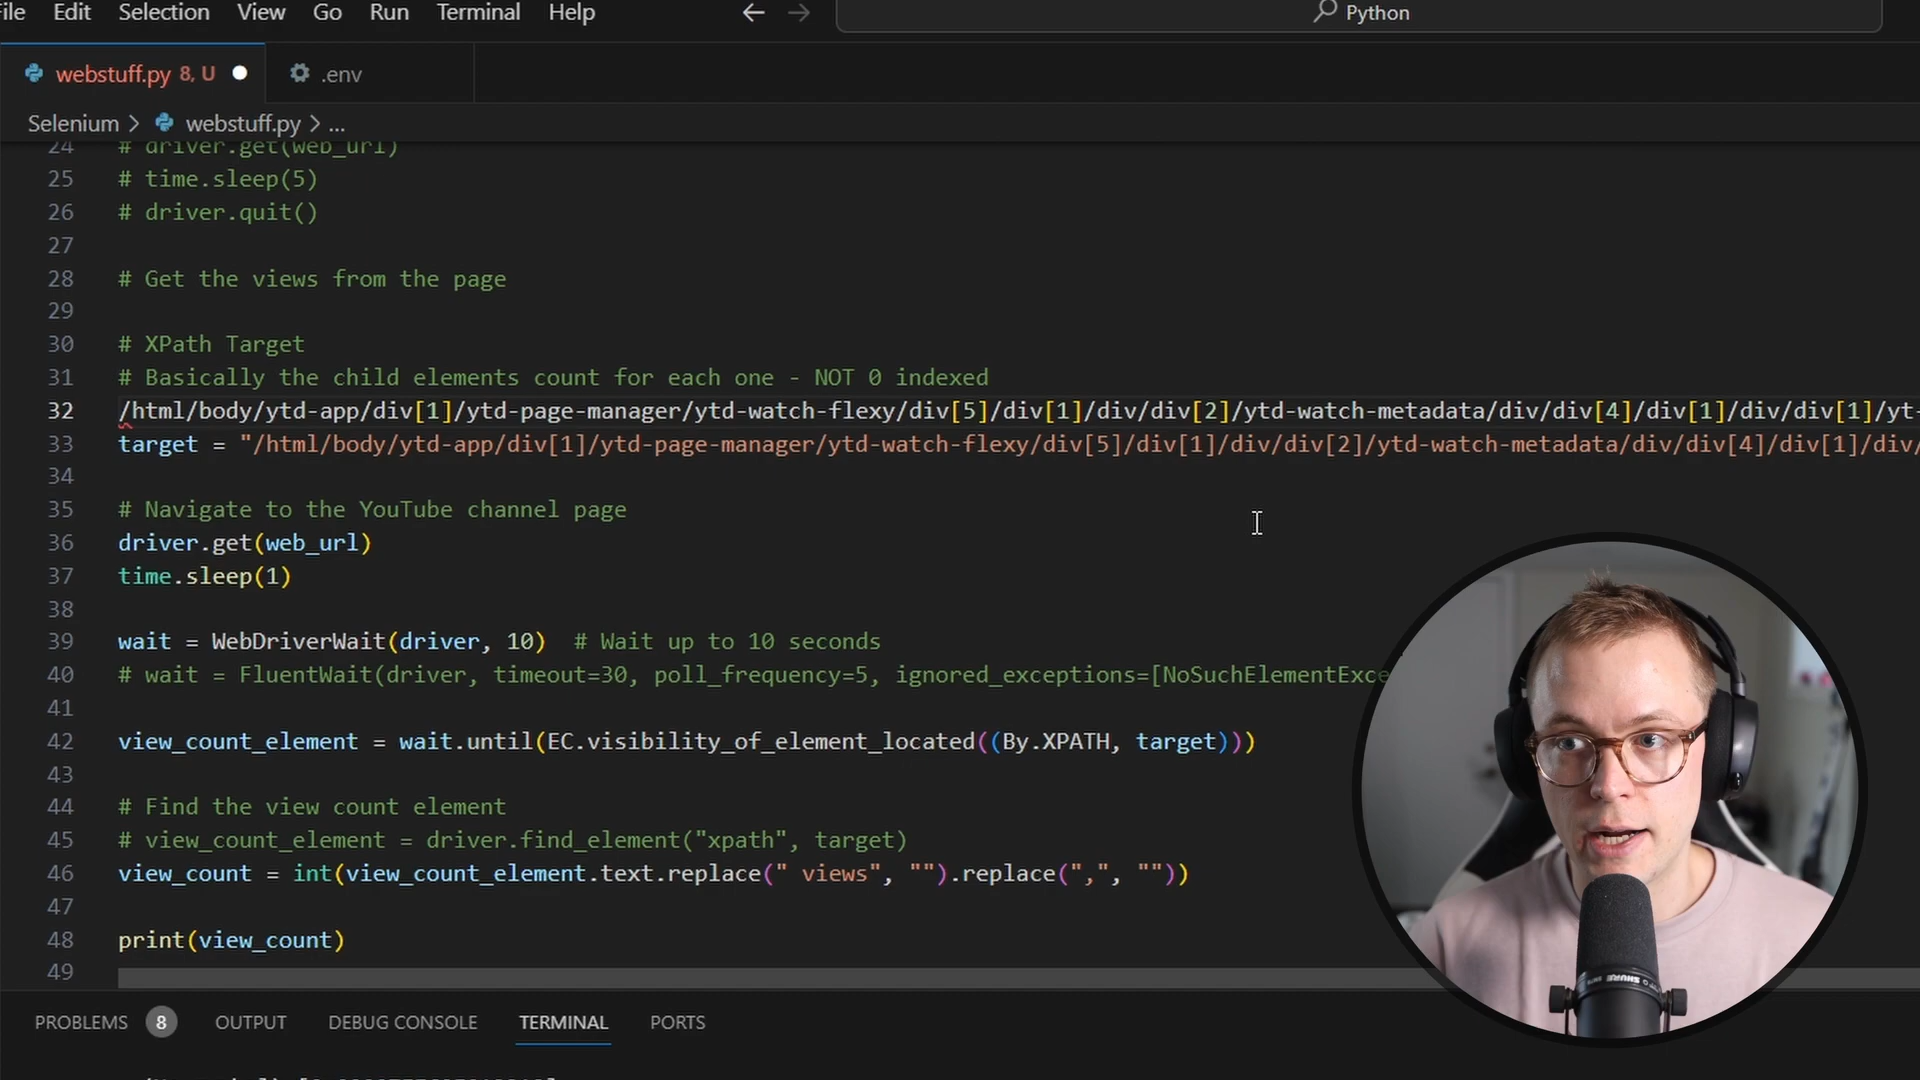 File Edit Selection View Go Run Terminal Help
Python
webstuff.py 8, U
.env
Selenium > webstuff.py > ...
24 # driver.get(web_url)
25 # time.sleep(5)
26 # driver.quit()
27
28 # Get the views from the page
29
30 # XPath Target
31 # Basically the child elements count for each one - NOT 0 indexed
32 /html/body/ytd-app/div[1]/ytd-page-manager/ytd-watch-flexy/div[5]/div[1]/div/div[2]/ytd-watch-metadata/div/div[4]/div[1]/div/div[1]/yt-
33 target = "/html/body/ytd-app/div[1]/ytd-page-manager/ytd-watch-flexy/div[5]/div[1]/div/div[2]/ytd-watch-metadata/div/div[4]/div[1]/div/
34
35 # Navigate to the YouTube channel page
36 driver.get(web_url)
37 time.sleep(1)
38
39 wait = WebDriverWait(driver, 10)  # Wait up to 10 seconds
40 # wait = FluentWait(driver, timeout=30, poll_frequency=5, ignored_exceptions=[NoSuchElementExce
41
42 view_count_element = wait.until(EC.visibility_of_element_located((By.XPATH, target)))
43
44 # Find the view count element
45 # view_count_element = driver.find_element("xpath", target)
46 view_count = int(view_count_element.text.replace(" views", "").replace(",", ""))
47
48 print(view_count)
49
PROBLEMS 8 OUTPUT DEBUG CONSOLE TERMINAL PORTS
SHURE